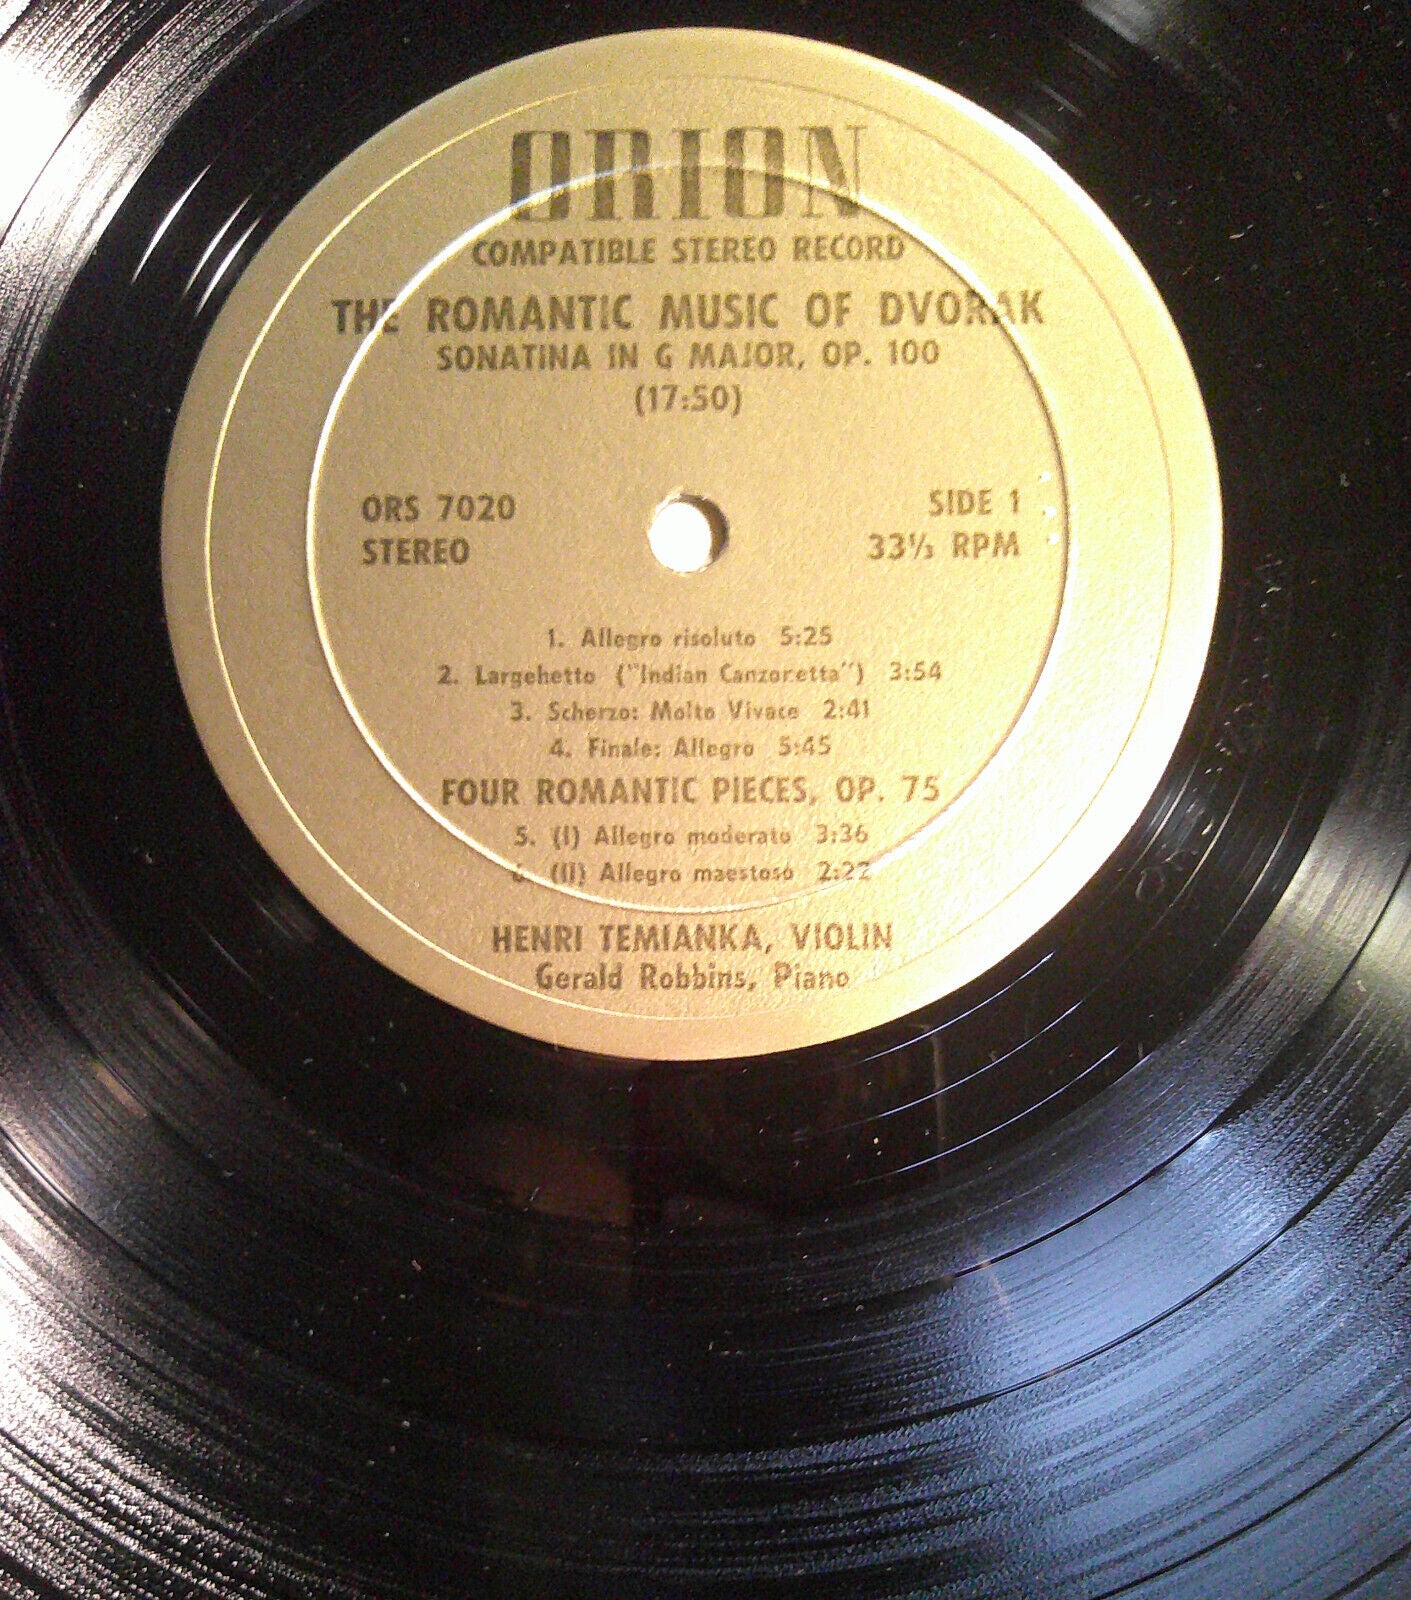 ORION
COMPATIBLE STEREO RECORD
THE ROMANTIC MUSIC OF DVORAK
SONATINA IN G MAJOR, OP. 100
(17:50)
ORS 7020 SIDE 1
STEREO 33⅓ RPM
1. Allegro risoluto 5:25
2. Largehetto ("Indian Canzoretta") 3:54
3. Scherzo: Molto Vivace 2:41
4. Finale: Allegro 5:45
FOUR ROMANTIC PIECES, OP. 75
5. (I) Allegro moderato 3:36
6. (II) Allegro maestoso 2:22
HENRI TEMIANKA, VIOLIN
Gerald Robbins, Piano